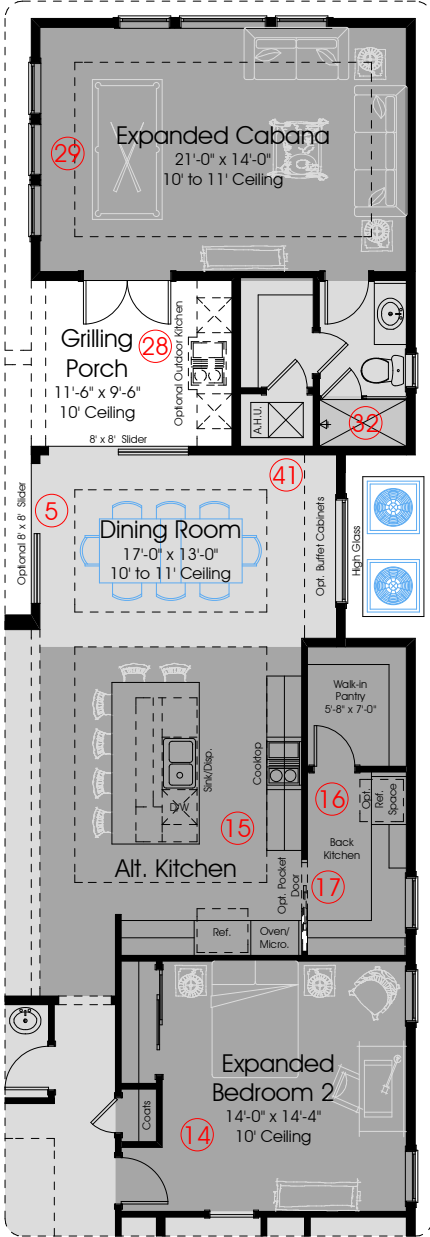 Expanded Cabana
21'-0" x 14'-0"
10' to 11' Ceiling
29
Grilling
Porch
11'-6" x 9'-6"
10' Ceiling
28
Optional Outdoor Kitchen
8' x 8' Slider
A.H.U.
32
41
5
Optional 8' x 8' Slider
Dining Room
17'-0" x 13'-0"
10' to 11' Ceiling
Opt. Buffet Cabinets
High Glass
Walk-in
Pantry
5'-8" x 7'-0"
Sink/Disp.
DW
Cooktop
15
Alt. Kitchen
16
Opt.
Ref.
Space
Back
Kitchen
17
Opt. Pocket
Door
Ref.
Oven/
Micro.
Expanded
Bedroom 2
14'-0" x 14'-4"
10' Ceiling
Coats
14